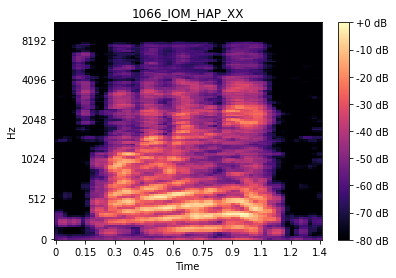 1066_IOM_HAP_XX
+0 dB
8192
-10 dB
4096
-20 dB
-30 dB
2048
Hz
-40 dB
1024
-50 dB
512
-60 dB
-70 dB
0
-80 dB
0 0.15 0.3 0.45 0.6 0.75 0.9 1.1 1.2 1.4
Time